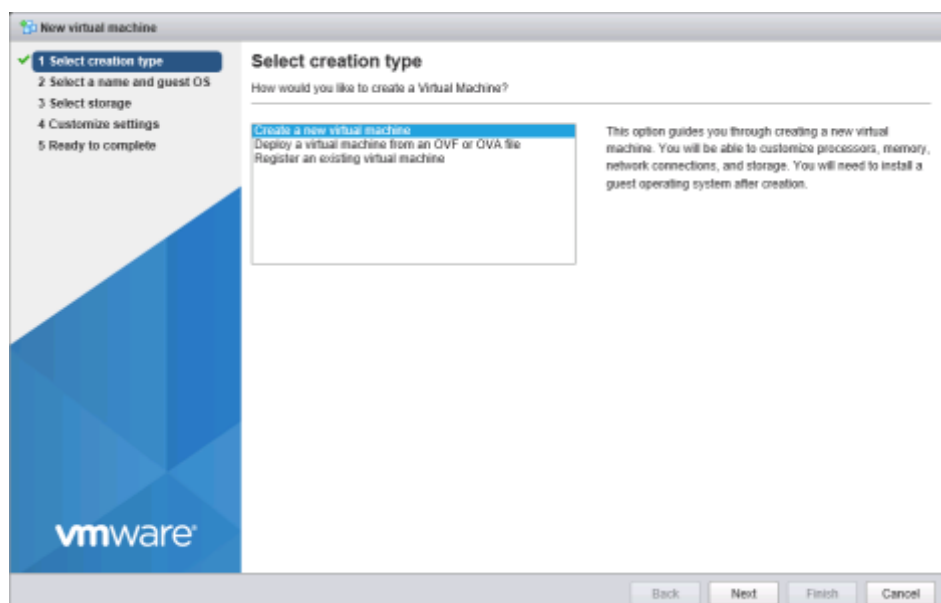 New virtual machine
1 Select creation type
2 Select a name and guest OS
3 Select storage
4 Customize settings
5 Ready to complete
Select creation type
How would you like to create a Virtual Machine?
Create a new virtual machine
Deploy a virtual machine from an OVF or OVA file
Register an existing virtual machine
This option guides you through creating a new virtual
machine. You will be able to customize processors, memory,
network connections, and storage. You will need to install a
guest operating system after creation.
vmware
Back
Next
Finish
Cancel